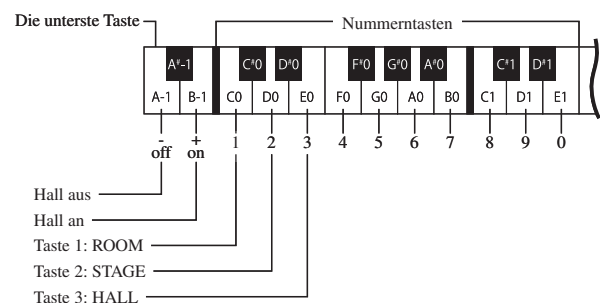 Die unterste Taste
Nummerntasten
A#-1 C#0 D#0 F#0 G#0 A#0 C#1 D#1
A-1 B-1 C0 D0 E0 F0 G0 A0 B0 C1 D1 E1
- + 1 2 3 4 5 6 7 8 9 0
off on
Hall aus
Hall an
Taste 1: ROOM
Taste 2: STAGE
Taste 3: HALL